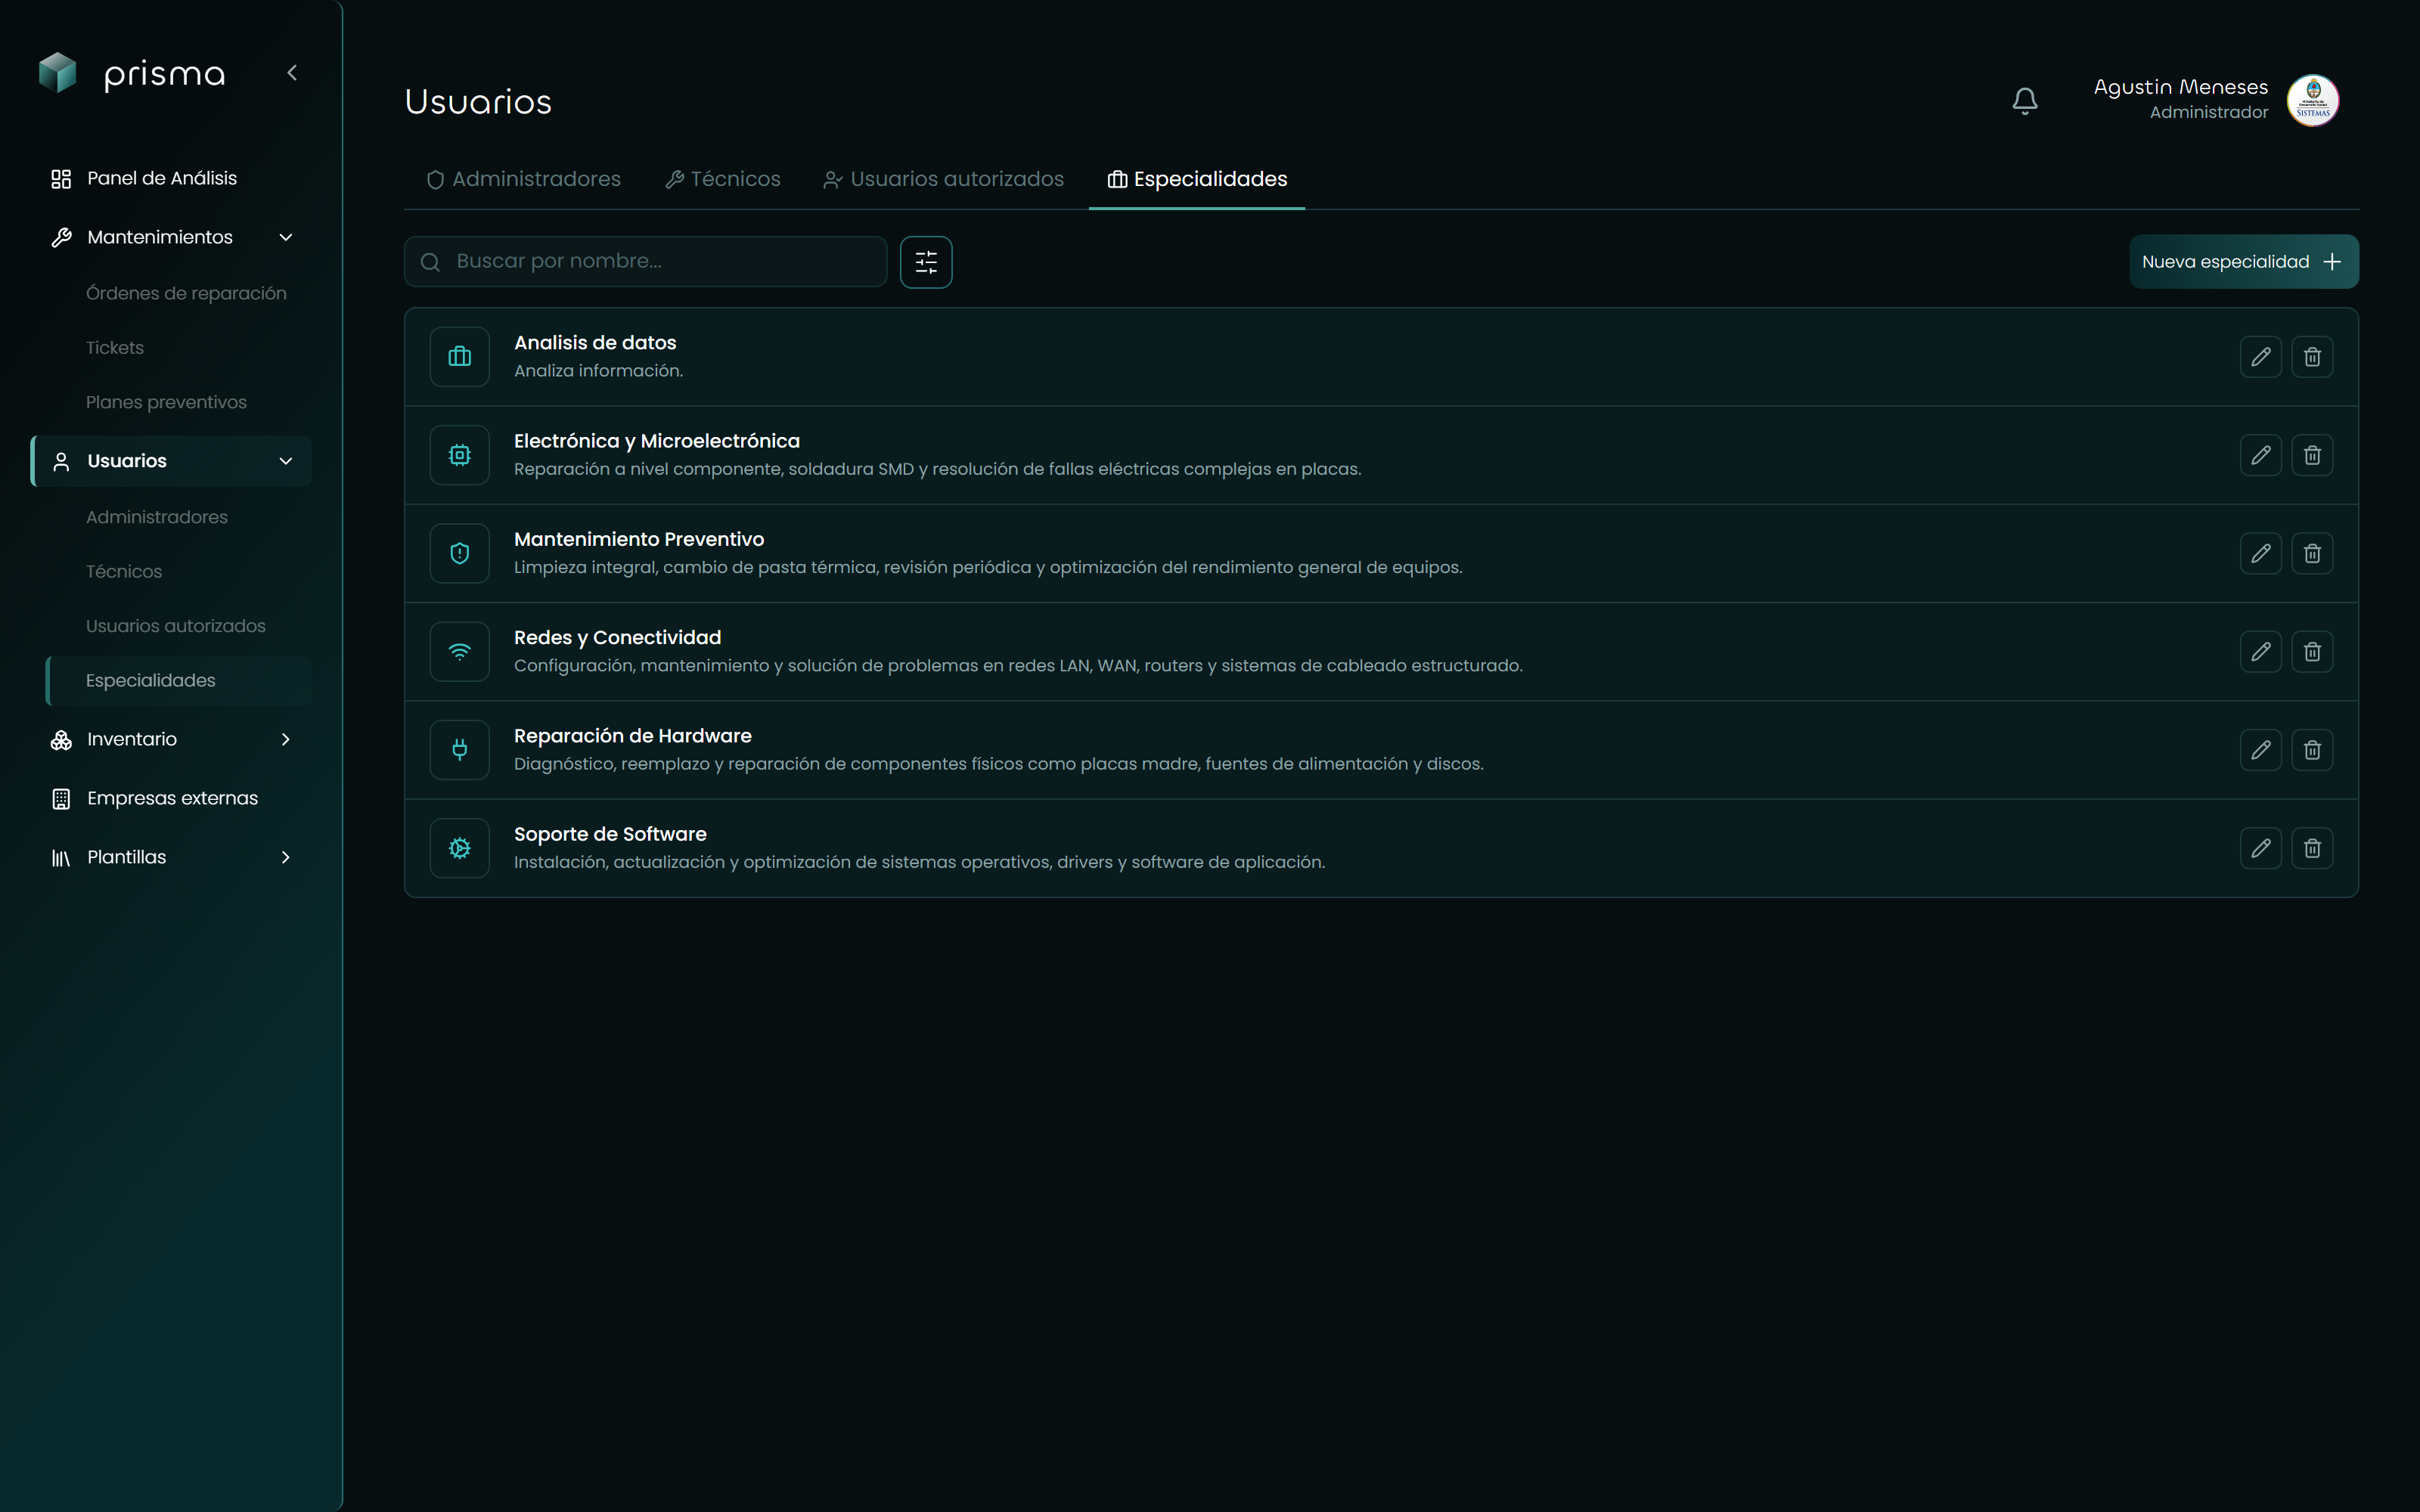 prisma
Panel de Análisis
Mantenimientos
Órdenes de reparación
Tickets
Planes preventivos
Usuarios
Administradores
Técnicos
Usuarios autorizados
Especialidades
Inventario
Empresas externas
Plantillas
Usuarios
Agustin Meneses
Administrador
SISTEMAS
Administradores
Técnicos
Usuarios autorizados
Especialidades
Buscar por nombre...
Nueva especialidad
Analisis de datos
Analiza información.
Electrónica y Microelectrónica
Reparación a nivel componente, soldadura SMD y resolución de fallas eléctricas complejas en placas.
Mantenimiento Preventivo
Limpieza integral, cambio de pasta térmica, revisión periódica y optimización del rendimiento general de equipos.
Redes y Conectividad
Configuración, mantenimiento y solución de problemas en redes LAN, WAN, routers y sistemas de cableado estructurado.
Reparación de Hardware
Diagnóstico, reemplazo y reparación de componentes físicos como placas madre, fuentes de alimentación y discos.
Soporte de Software
Instalación, actualización y optimización de sistemas operativos, drivers y software de aplicación.